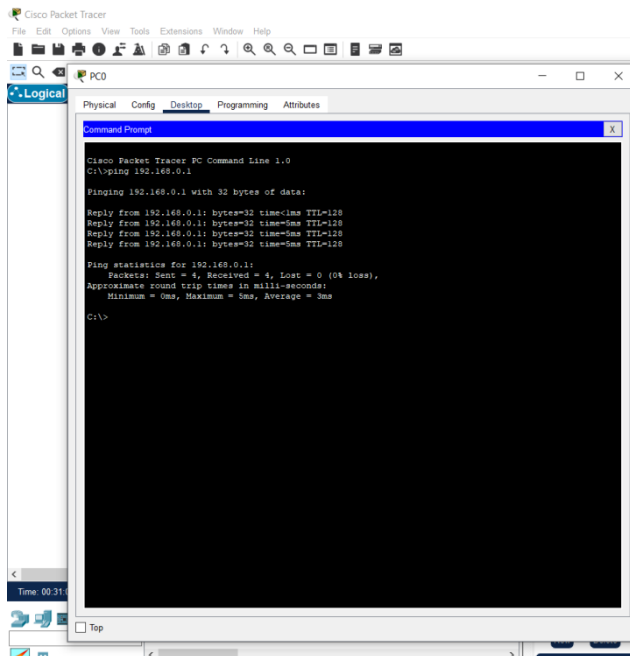 Cisco Packet Tracer
File Edit Options View Tools Extensions Window Help
Logical
PC0
Physical Config Desktop Programming Attributes
Command Prompt
X
Cisco Packet Tracer PC Command Line 1.0
C:\>ping 192.168.0.1
Pinging 192.168.0.1 with 32 bytes of data:
Reply from 192.168.0.1: bytes=32 time<1ms TTL=128
Reply from 192.168.0.1: bytes=32 time=5ms TTL=128
Reply from 192.168.0.1: bytes=32 time=5ms TTL=128
Reply from 192.168.0.1: bytes=32 time=5ms TTL=128
Ping statistics for 192.168.0.1:
Packets: Sent = 4, Received = 4, Lost = 0 (0% loss),
Approximate round trip times in milli-seconds:
Minimum = 0ms, Maximum = 5ms, Average = 3ms
C:\>
Time: 00:31:
Top